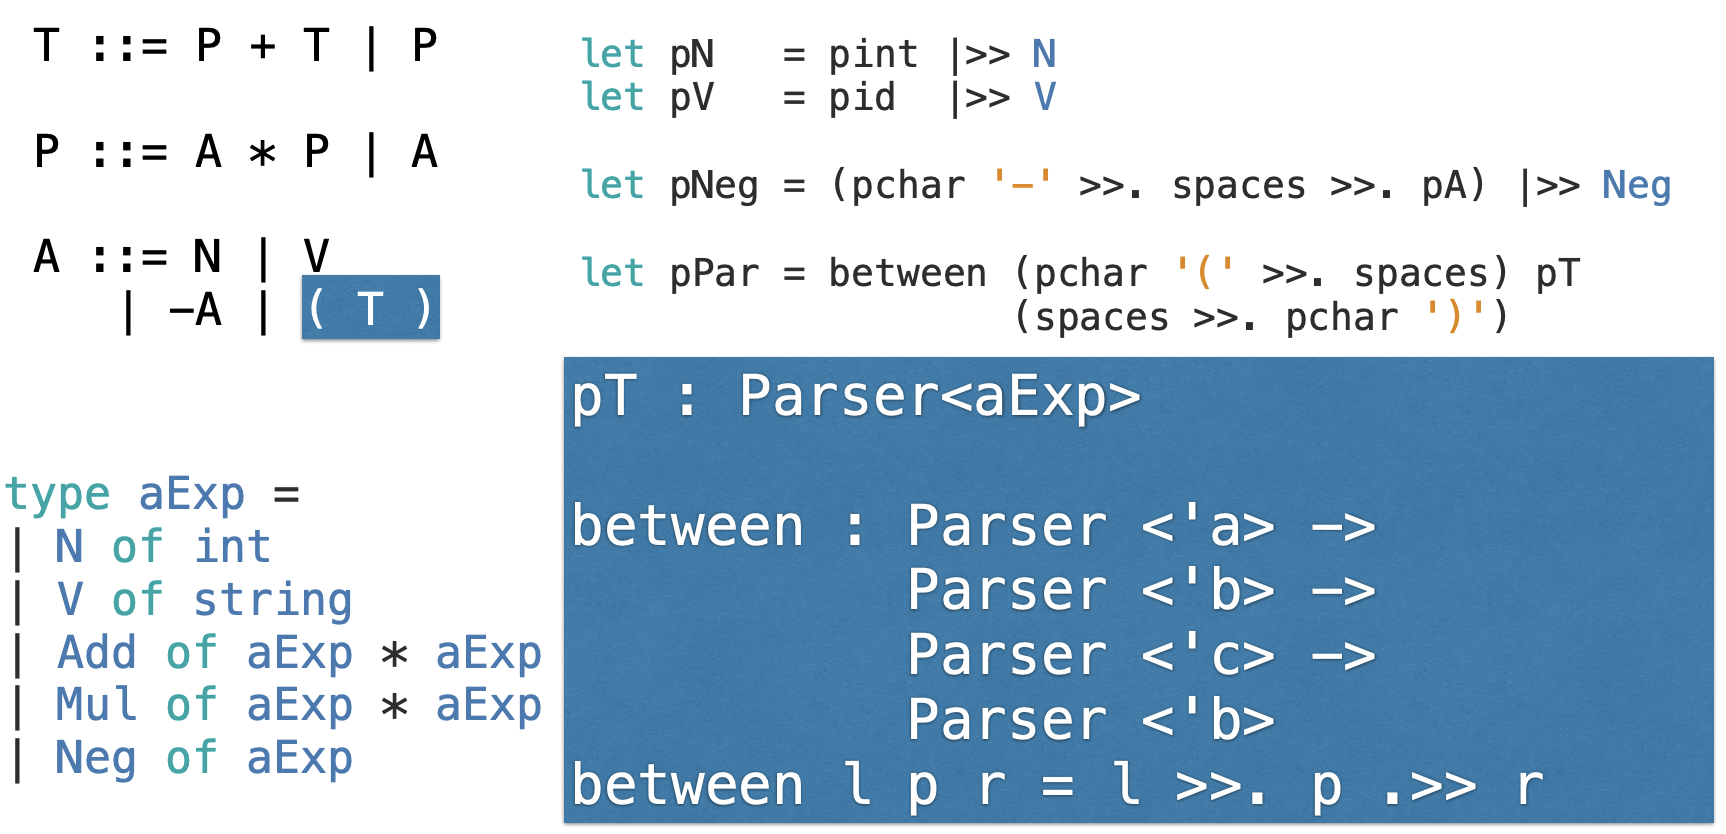 T ::= P + T | P
P ::= A * P | A
A ::= N | V
| −A | ( T )
type aExp =
| N of int
| V of string
| Add of aExp * aExp
| Mul of aExp * aExp
| Neg of aExp
let pN = pint |>> N
let pV = pid |>> V
let pNeg = (pchar '−' >>. spaces >>. pA) |>> Neg
let pPar = between (pchar '(' >>. spaces) pT
(spaces >>. pchar ')')
pT : Parser<aExp>
between : Parser <'a> −>
Parser <'b> −>
Parser <'c> −>
Parser <'b>
between l p r = l >>. p .>> r